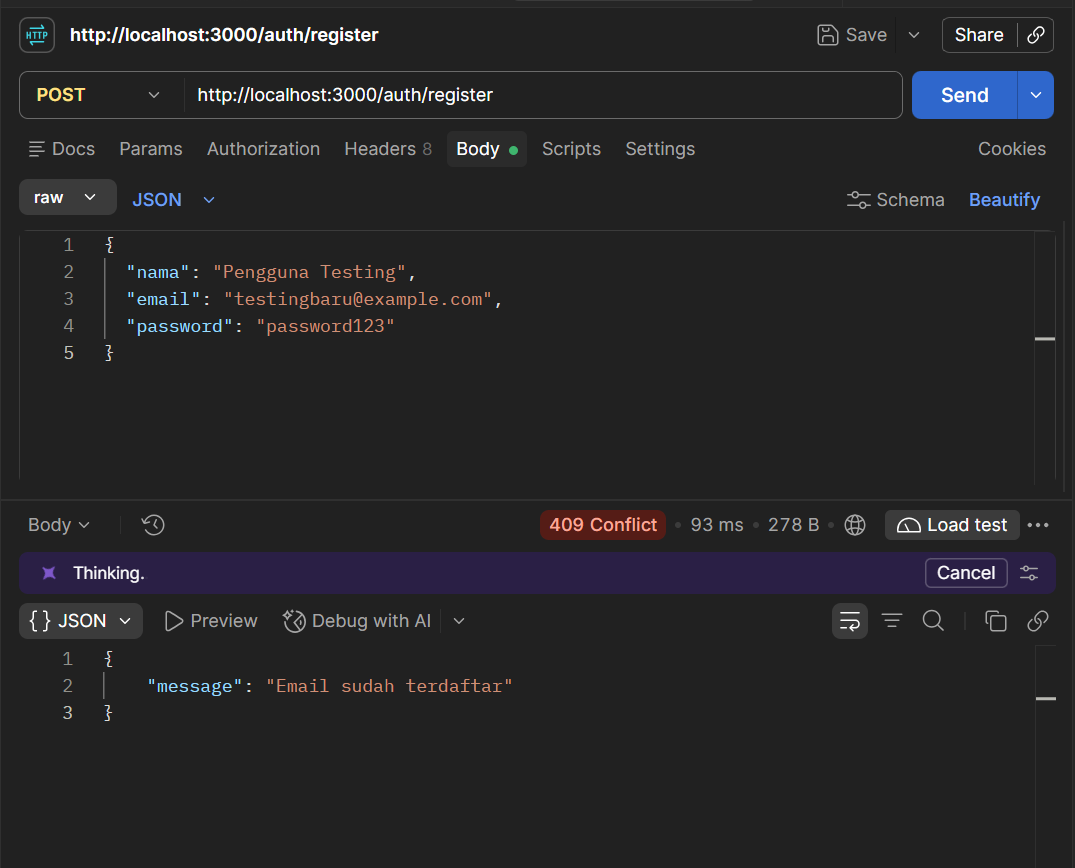 HTTP http://localhost:3000/auth/register Save Share
POST http://localhost:3000/auth/register Send
Docs Params Authorization Headers 8 Body Scripts Settings Cookies
raw JSON Schema Beautify
1 {
2 "nama": "Pengguna Testing",
3 "email": "testingbaru@example.com",
4 "password": "password123"
5 }
Body 409 Conflict • 93 ms • 278 B • Load test
Thinking. Cancel
{} JSON Preview Debug with AI
1 {
2 "message": "Email sudah terdaftar"
3 }